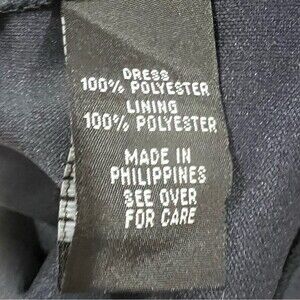 DRESS
100% POLYESTER
LINING
100% POLYESTER
MADE IN
PHILIPPINES
SEE OVER
FOR CARE